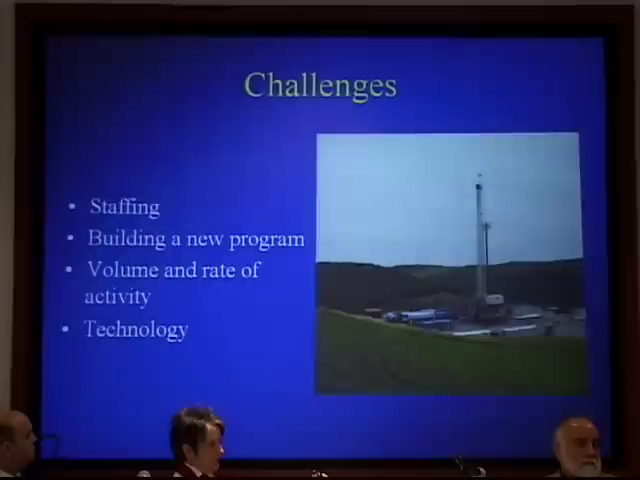 Challenges
• Staffing
• Building a new program
• Volume and rate of
activity
• Technology